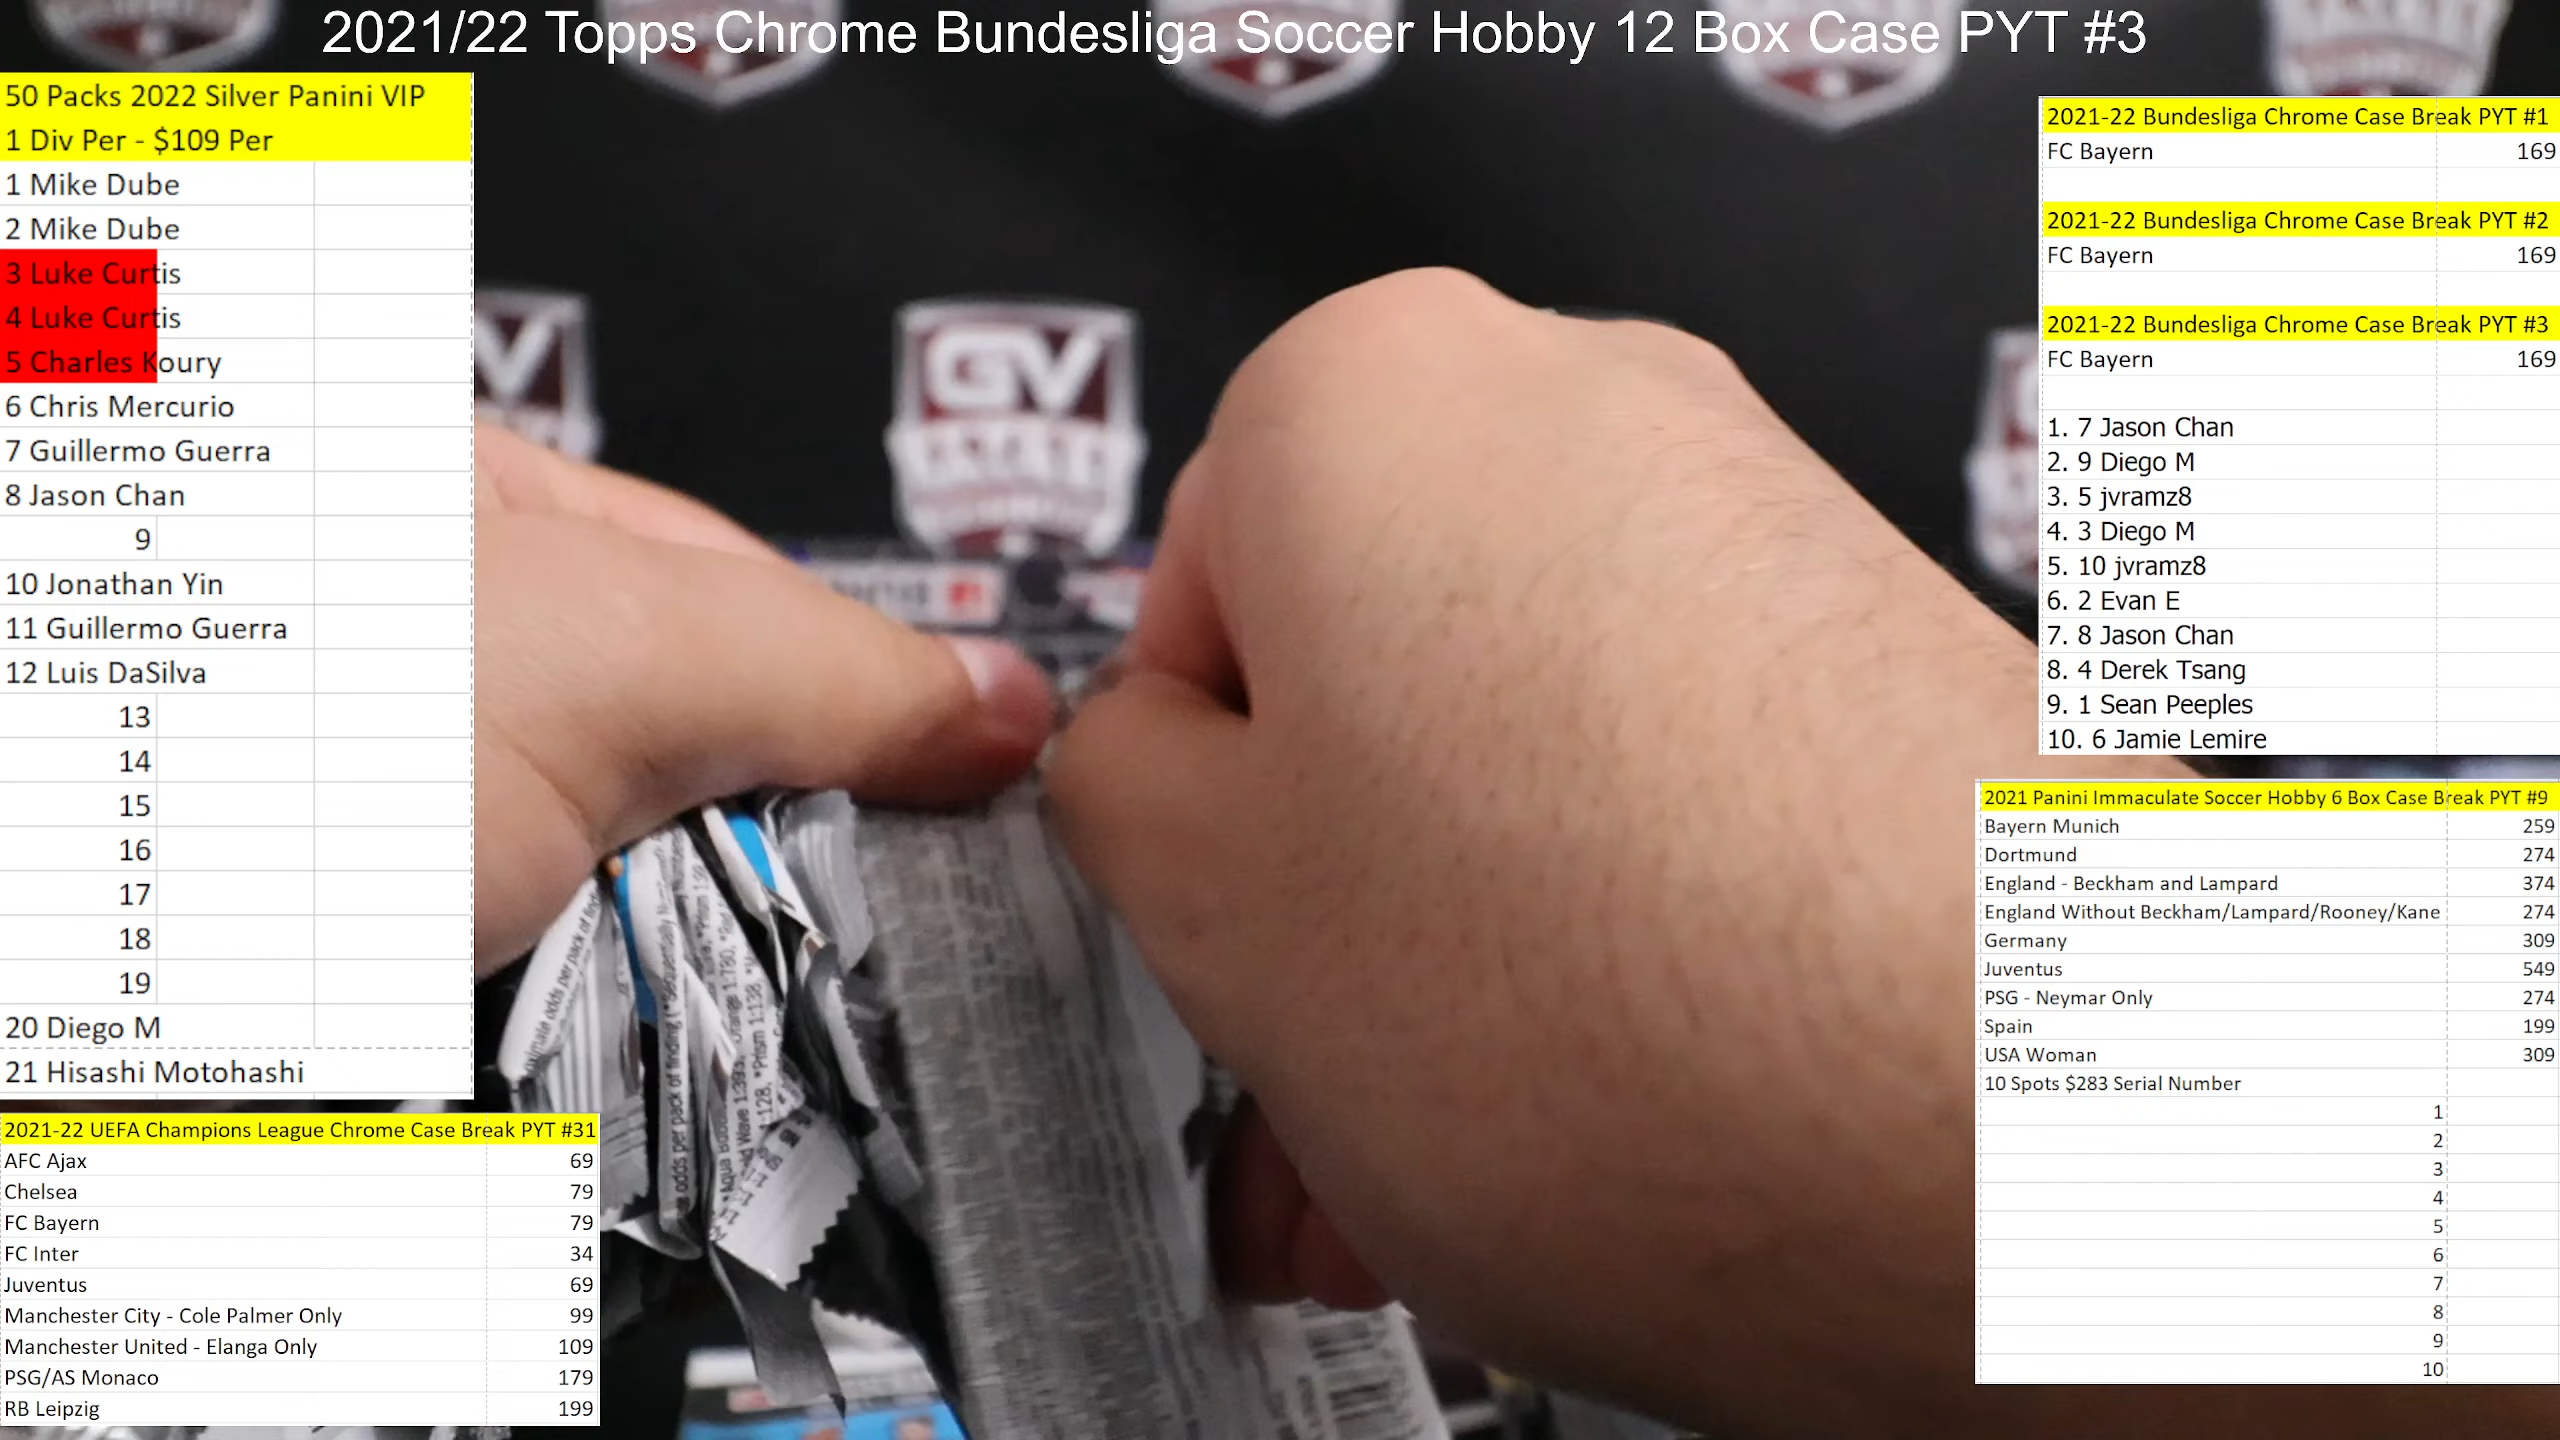 2021/22 Topps Chrome Bundesliga Soccer Hobby 12 Box Case PYT #3
50 Packs 2022 Silver Panini VIP
1 Div Per - $109 Per
1 Mike Dube
2 Mike Dube
3 Luke Curtis
4 Luke Curtis
5 Charles Koury
6 Chris Mercurio
7 Guillermo Guerra
8 Jason Chan
9
10 Jonathan Yin
11 Guillermo Guerra
12 Luis DaSilva
13
14
15
16
17
18
19
20 Diego M
21 Hisashi Motohashi
2021-22 UEFA Champions League Chrome Case Break PYT #31
AFC Ajax 69
Chelsea 79
FC Bayern 79
FC Inter 34
Juventus 69
Manchester City - Cole Palmer Only 99
Manchester United - Elanga Only 109
PSG/AS Monaco 179
RB Leipzig 199
GV
2021-22 Bundesliga Chrome Case Break PYT #1
FC Bayern 169
2021-22 Bundesliga Chrome Case Break PYT #2
FC Bayern 169
2021-22 Bundesliga Chrome Case Break PYT #3
FC Bayern 169
1. 7 Jason Chan
2. 9 Diego M
3. 5 jvramz8
4. 3 Diego M
5. 10 jvramz8
6. 2 Evan E
7. 8 Jason Chan
8. 4 Derek Tsang
9. 1 Sean Peeples
10. 6 Jamie Lemire
2021 Panini Immaculate Soccer Hobby 6 Box Case Break PYT #9
Bayern Munich 259
Dortmund 274
England - Beckham and Lampard 374
England Without Beckham/Lampard/Rooney/Kane 274
Germany 309
Juventus 549
PSG - Neymar Only 274
Spain 199
USA Woman 309
10 Spots $283 Serial Number
1
2
3
4
5
6
7
8
9
10